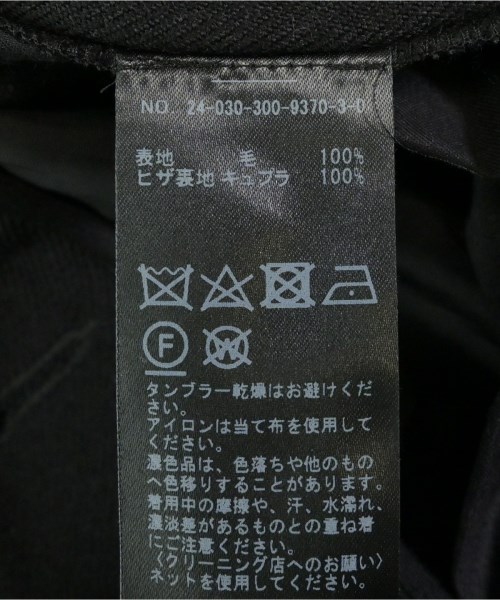 NO. 24-030-300-9370-3-0
表地 毛 100%
ヒザ裏地 キュプラ 100%
F W
タンブラー乾燥はお避けくだ
さい。
アイロンは当て布を使用して
ください。
濃色品は、色落ちや他のもの
へ色移りすることがあります。
着用中の摩擦や、汗、水濡れ、
濃淡差があるものとの重ね着
にご注意ください。
〈クリーニング店へのお願い〉
ネットを使用してください。